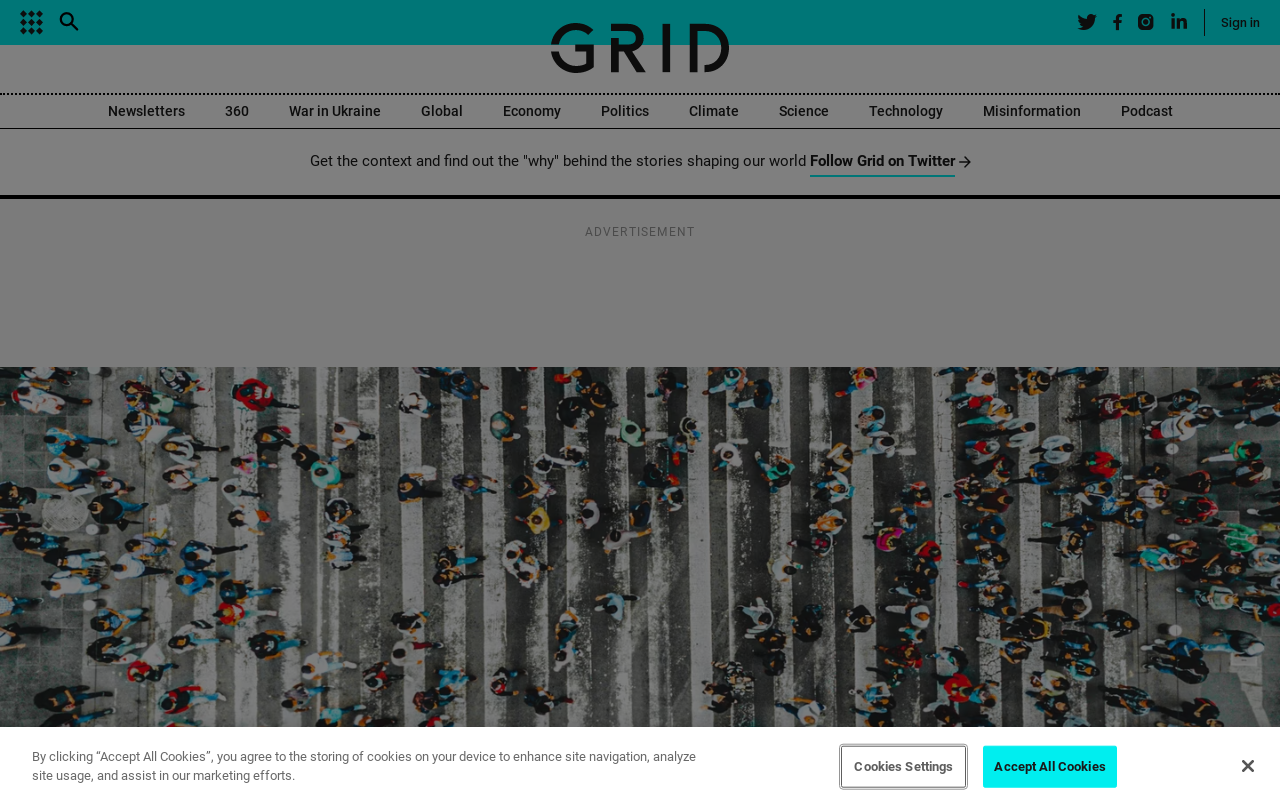 Sign in
GRID
Newsletters 360 War in Ukraine Global Economy Politics Climate Science Technology Misinformation Podcast
Get the context and find out the "why" behind the stories shaping our world Follow Grid on Twitter
ADVERTISEMENT
By clicking “Accept All Cookies”, you agree to the storing of cookies on your device to enhance site navigation, analyze
site usage, and assist in our marketing efforts.
Cookies Settings
Accept All Cookies